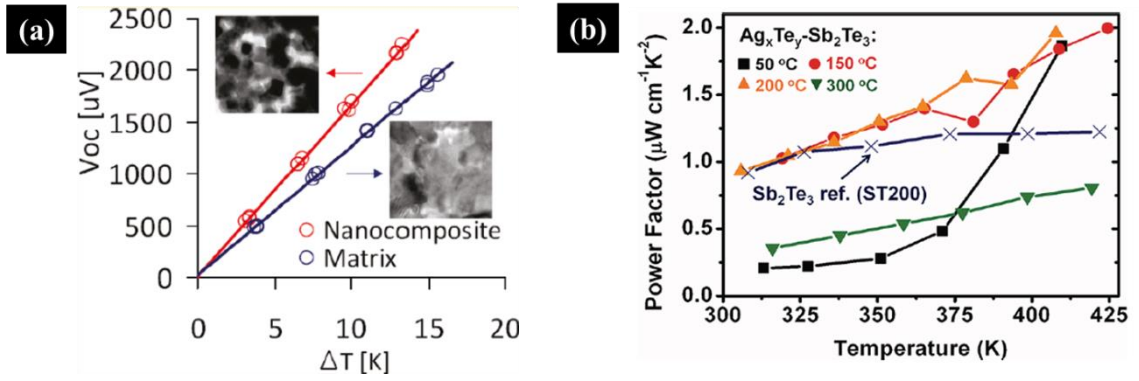 (a)
2500
2000
1500
1000
500
0
5
10
15
20
Voc [uV]
ΔT [K]
Nanocomposite
Matrix
(b)
2.0
1.5
1.0
0.5
0.0
300
325
350
375
400
425
Power Factor (µW cm⁻¹K⁻²)
Temperature (K)
AgₓTeᵧ-Sb₂Te₃:
50 °C
150 °C
200 °C
300 °C
Sb₂Te₃ ref. (ST200)